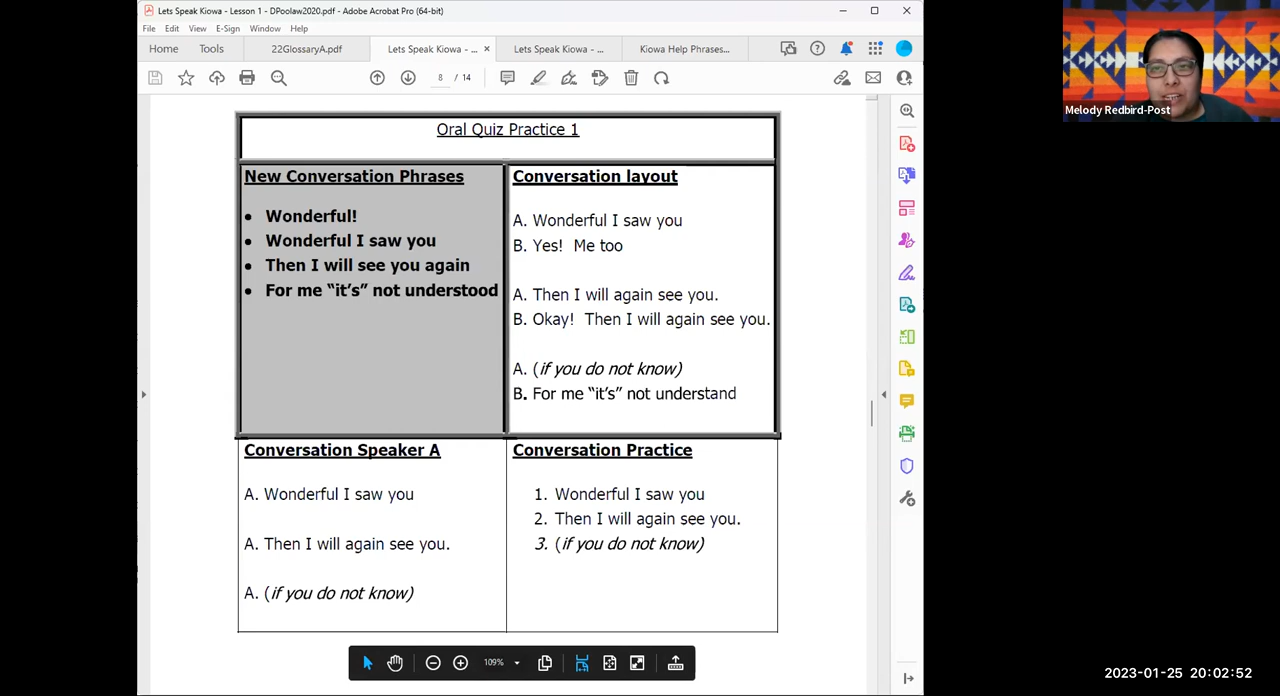 Lets Speak Kiowa - Lesson 1 - DPoolaw2020.pdf - Adobe Acrobat Pro (64-bit)
File Edit View E-Sign Window Help
Home Tools 22GlossaryA.pdf Lets Speak Kiowa - ... × Lets Speak Kiowa - ... Kiowa Help Phrases...
8 / 14
Melody Redbird-Post
Oral Quiz Practice 1
New Conversation Phrases
• Wonderful!
• Wonderful I saw you
• Then I will see you again
• For me “it’s” not understood
Conversation layout
A. Wonderful I saw you
B. Yes! Me too
A. Then I will again see you.
B. Okay! Then I will again see you.
A. (if you do not know)
B. For me “it’s” not understand
Conversation Speaker A
A. Wonderful I saw you
A. Then I will again see you.
A. (if you do not know)
Conversation Practice
1. Wonderful I saw you
2. Then I will again see you.
3. (if you do not know)
109%
2023-01-25 20:02:52